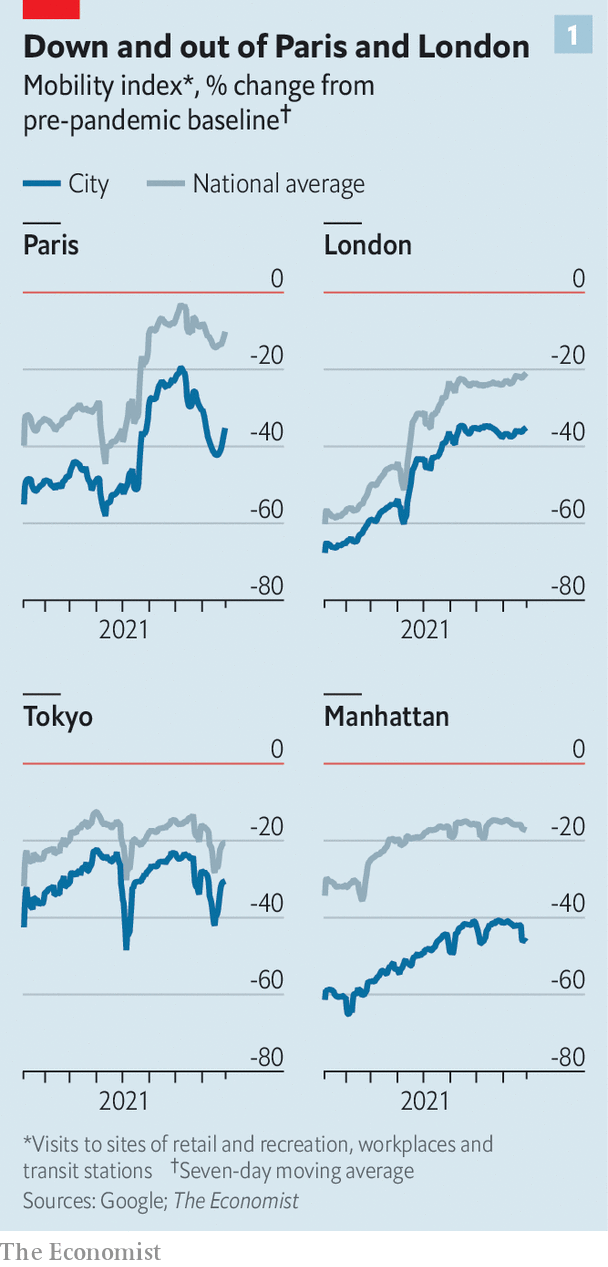 1
Down and out of Paris and London
Mobility index*, % change from
pre-pandemic baseline†
City
National average
Paris
0
-20
-40
-60
-80
2021
London
0
-20
-40
-60
-80
2021
Tokyo
0
-20
-40
-60
-80
2021
Manhattan
0
-20
-40
-60
-80
2021
*Visits to sites of retail and recreation, workplaces and
transit stations †Seven-day moving average
Sources: Google; The Economist
The Economist